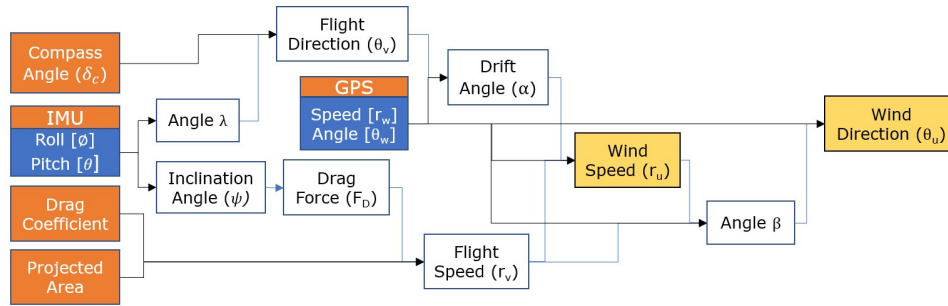 Compass
Angle (δc)
Flight
Direction (θv)
GPS
Speed [rw]
Angle [θw]
Drift
Angle (α)
IMU
Roll [ø]
Pitch [θ]
Angle λ
Wind
Direction (θu)
Wind
Speed (ru)
Inclination
Angle (ψ)
Drag
Force (FD)
Drag
Coefficient
Angle β
Projected
Area
Flight
Speed (rv)